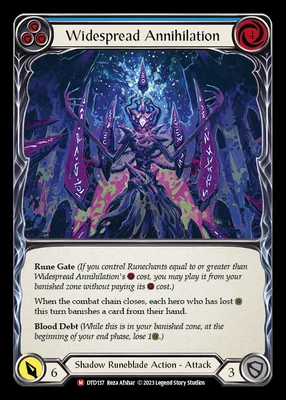 Widespread Annihilation
Rune Gate (If you control Runechants equal to or greater than
Widespread Annihilation's cost, you may play it from your
banished zone without paying its cost.)
When the combat chain closes, each hero who has lost
this turn banishes a card from their hand.
Blood Debt (While this is in your banished zone, at the
beginning of your end phase, lose 1.)
6
Shadow Runeblade Action - Attack
3
M DTD137 Reza Afshar ©2023 Legend Story Studios